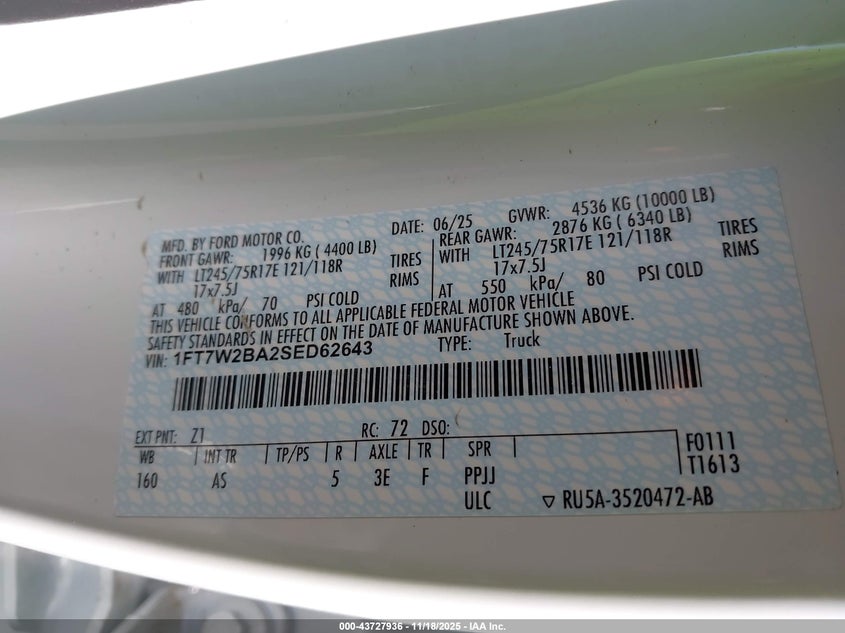 MFD. BY FORD MOTOR CO.
DATE: 06/25 GVWR: 4536 KG (10000 LB)
FRONT GAWR: 1996 KG ( 4400 LB)
REAR GAWR: 2876 KG ( 6340 LB)
WITH LT245/75R17E 121/118R TIRES
WITH LT245/75R17E 121/118R TIRES
17x7.5J RIMS
17x7.5J RIMS
AT 480 kPa/ 70 PSI COLD
AT 550 kPa/ 80 PSI COLD
THIS VEHICLE CONFORMS TO ALL APPLICABLE FEDERAL MOTOR VEHICLE
SAFETY STANDARDS IN EFFECT ON THE DATE OF MANUFACTURE SHOWN ABOVE.
VIN: 1FT7W2BA2SED62643 TYPE: Truck
EXT PNT: Z1 RC: 72 DSO:
WB INT TR TP/PS R AXLE TR SPR
160 AS 5 3E F PPJJ
ULC
F0111
T1613
▽ RU5A-3520472-AB
000-43727936 - 11/18/2025 - IAA Inc.